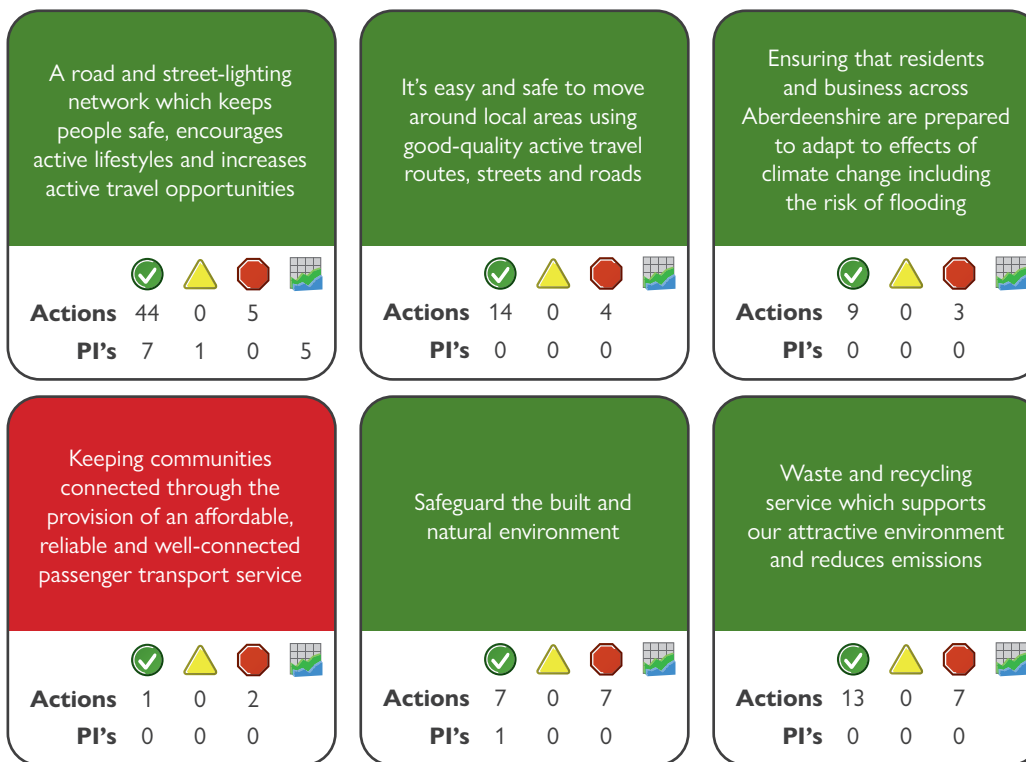 A road and street-lighting
network which keeps
people safe, encourages
active lifestyles and increases
active travel opportunities
Actions 44 0 5
PI's 7 1 0 5
It's easy and safe to move
around local areas using
good-quality active travel
routes, streets and roads
Actions 14 0 4
PI's 0 0 0
Ensuring that residents
and business across
Aberdeenshire are prepared
to adapt to effects of
climate change including
the risk of flooding
Actions 9 0 3
PI's 0 0 0
Keeping communities
connected through the
provision of an affordable,
reliable and well-connected
passenger transport service
Actions 1 0 2
PI's 0 0 0
Safeguard the built and
natural environment
Actions 7 0 7
PI's 1 0 0
Waste and recycling
service which supports
our attractive environment
and reduces emissions
Actions 13 0 7
PI's 0 0 0